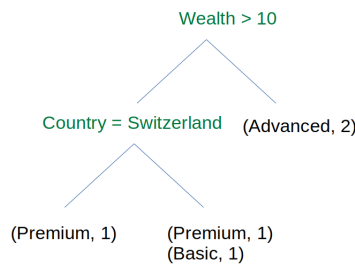 Wealth > 10
Country = Switzerland
(Advanced, 2)
(Premium, 1)
(Premium, 1)
(Basic, 1)